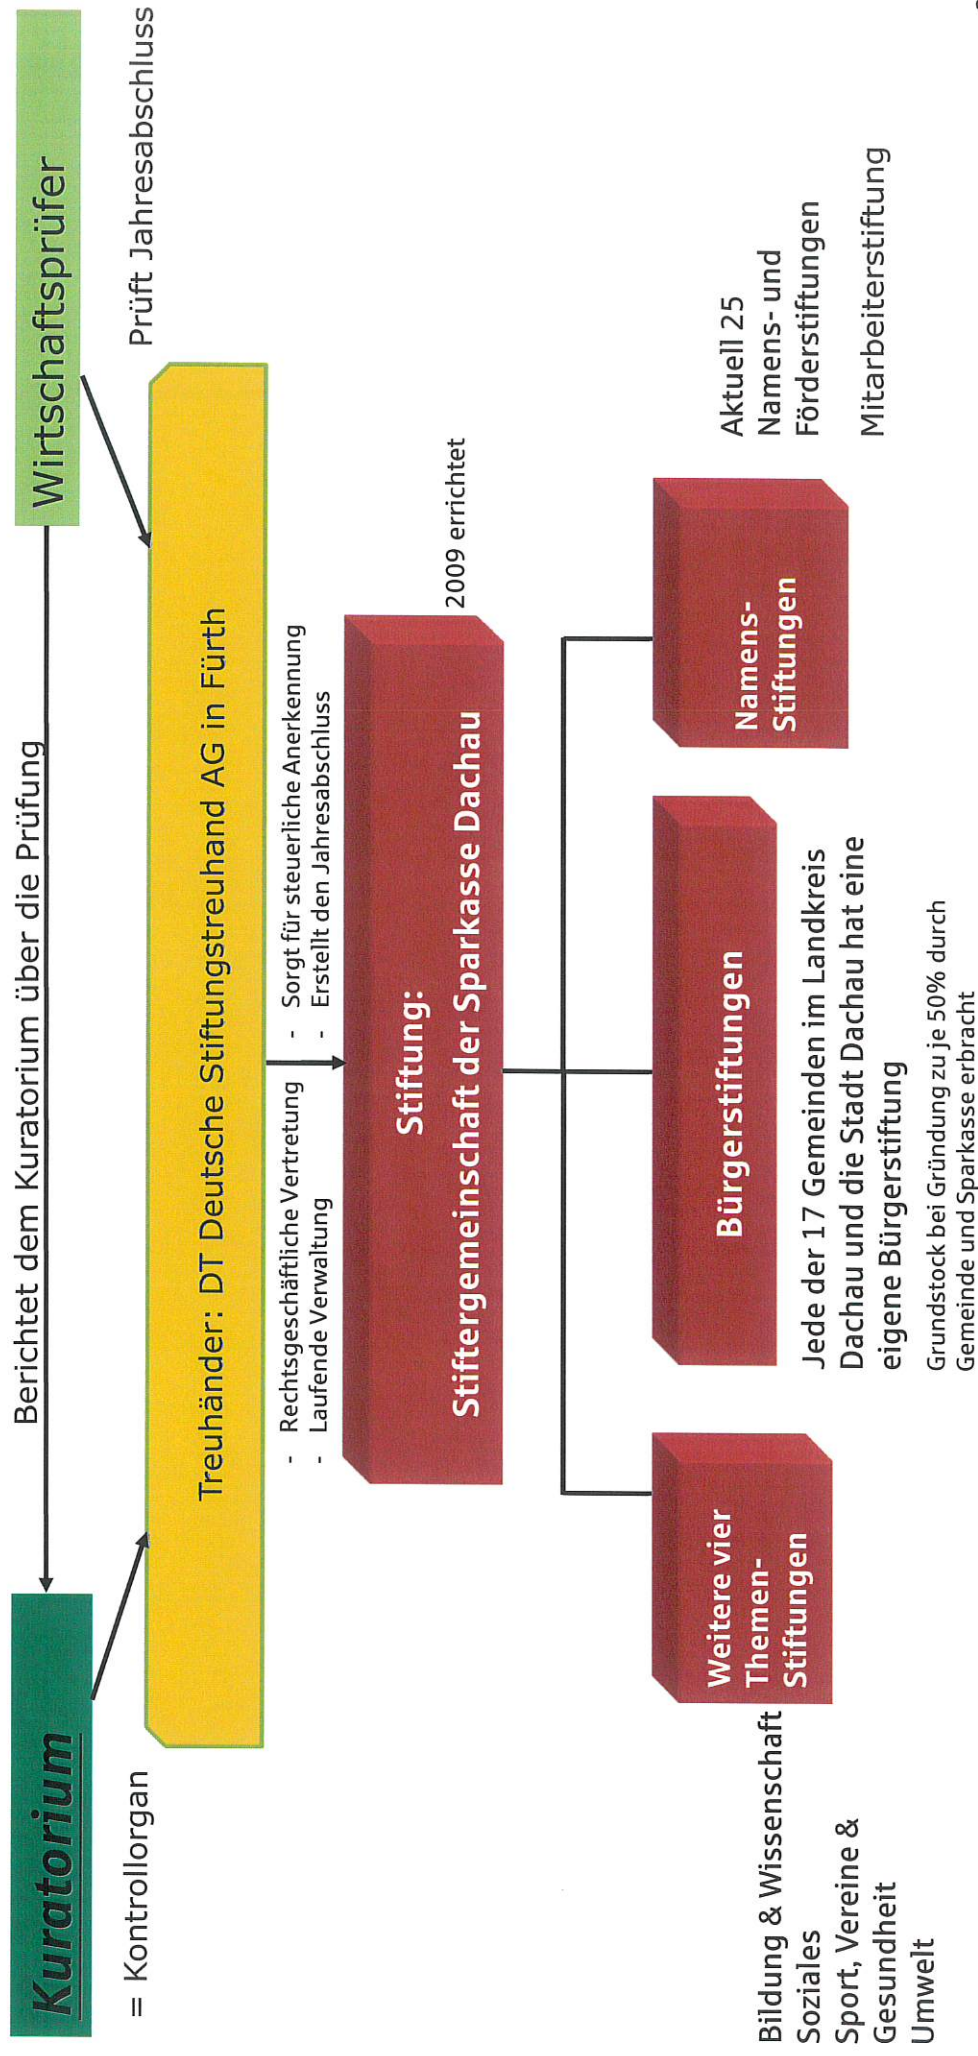 Berichtet dem Kuratorium über die Prüfung
Kuratorium
Wirtschaftsprüfer
= Kontrollorgan
Prüft Jahresabschluss
Treuhänder: DT Deutsche Stiftungstreuhand AG in Fürth
- Rechtsgeschäftliche Vertretung
- Laufende Verwaltung
- Sorgt für steuerliche Anerkennung
- Erstellt den Jahresabschluss
Stiftung:
Stiftergemeinschaft der Sparkasse Dachau
2009 errichtet
Weitere vier
Themen-
Stiftungen
Bildung & Wissenschaft
Soziales
Sport, Vereine &
Gesundheit
Umwelt
Bürgerstiftungen
Jede der 17 Gemeinden im Landkreis
Dachau und die Stadt Dachau hat eine
eigene Bürgerstiftung
Grundstock bei Gründung zu je 50% durch
Gemeinde und Sparkasse erbracht
Namens-
Stiftungen
Aktuell 25
Namens- und
Förderstiftungen
Mitarbeiterstiftung